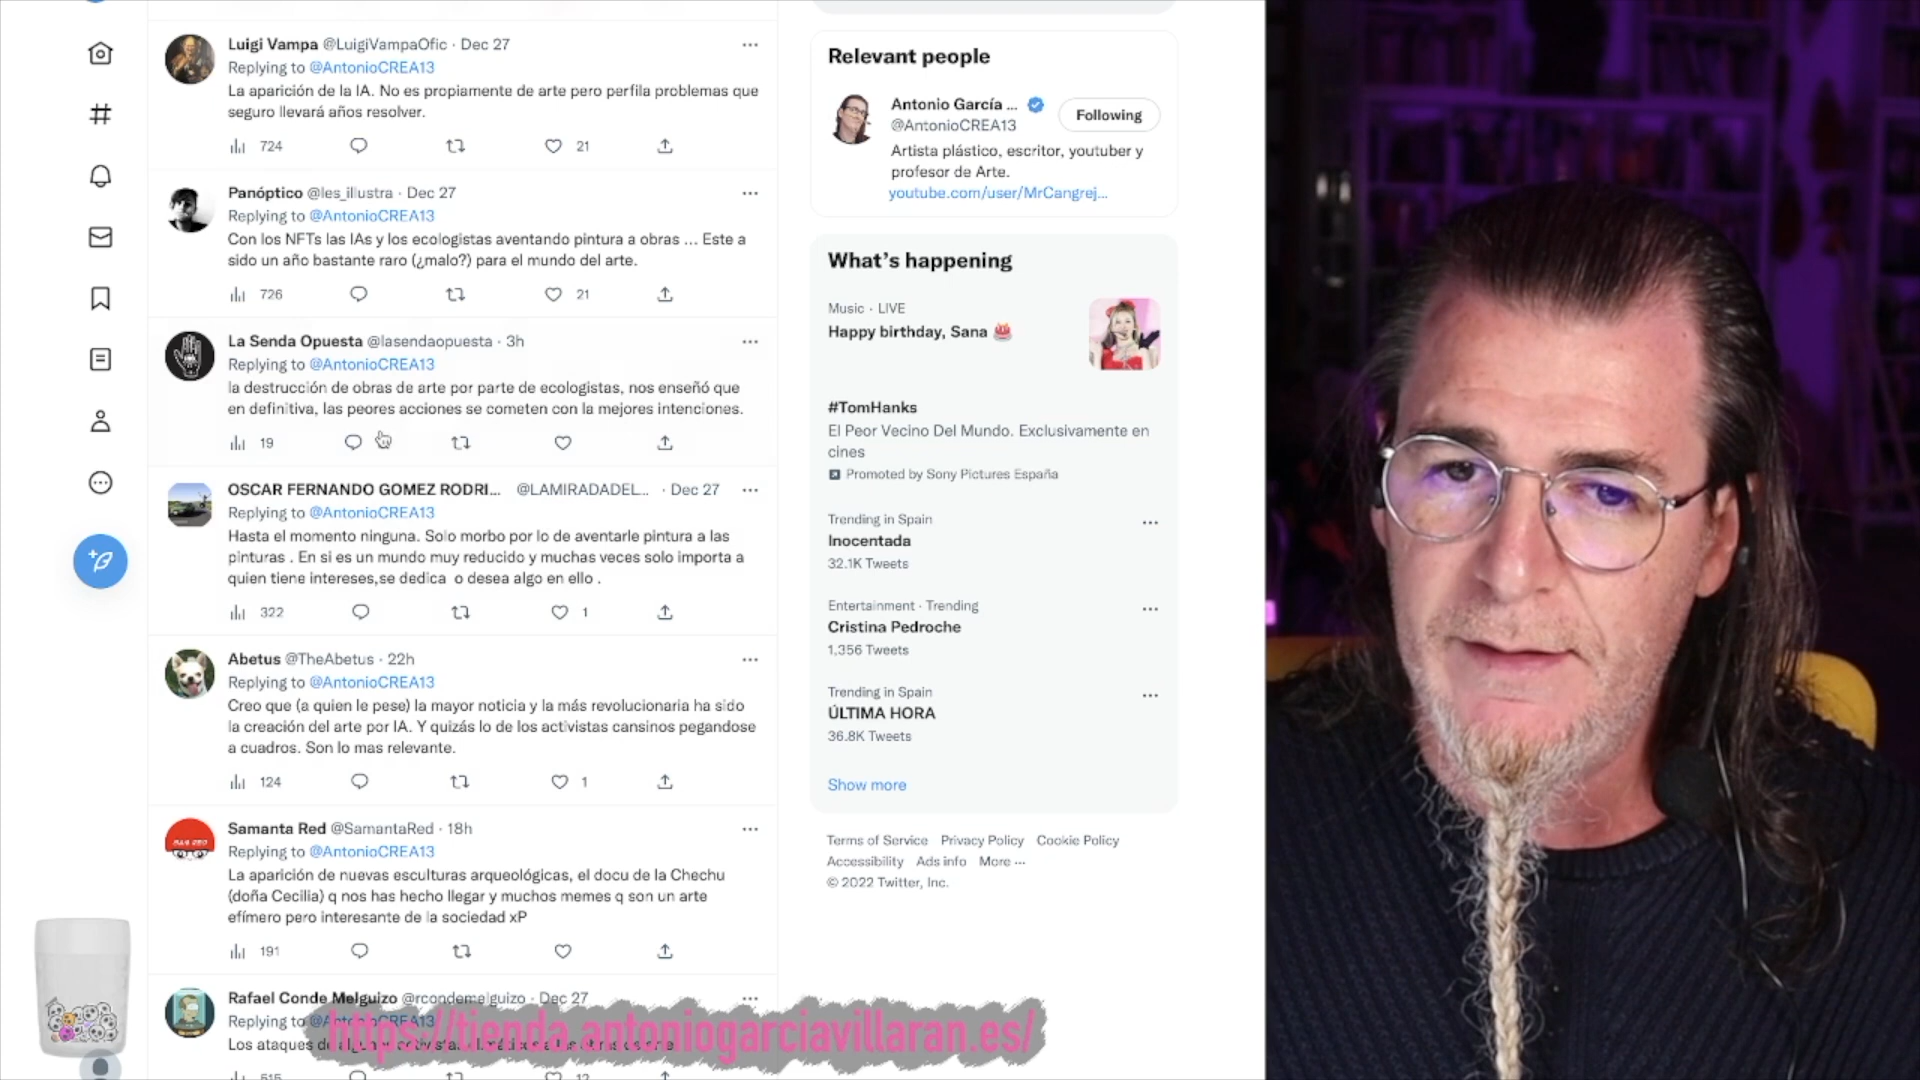 Luigi Vampa @LuigiVampaOfic · Dec 27
Replying to @AntonioCREA13
La aparición de la IA. No es propiamente de arte pero perfila problemas que
seguro llevará años resolver.
724 21
Panóptico @les_illustra · Dec 27
Replying to @AntonioCREA13
Con los NFTs las IAs y los ecologistas aventando pintura a obras ... Este a
sido un año bastante raro (¿malo?) para el mundo del arte.
726 21
La Senda Opuesta @lasendaopuesta · 3h
Replying to @AntonioCREA13
la destrucción de obras de arte por parte de ecologistas, nos enseñó que
en definitiva, las peores acciones se cometen con la mejores intenciones.
19
OSCAR FERNANDO GOMEZ RODRI... @LAMIRADADEL... · Dec 27
Replying to @AntonioCREA13
Hasta el momento ninguna. Solo morbo por lo de aventarle pintura a las
pinturas . En si es un mundo muy reducido y muchas veces solo importa a
quien tiene intereses,se dedica o desea algo en ello .
322 1
Abetus @TheAbetus · 22h
Replying to @AntonioCREA13
Creo que (a quien le pese) la mayor noticia y la más revolucionaria ha sido
la creación del arte por IA. Y quizás lo de los activistas cansinos pegandose
a cuadros. Son lo mas relevante.
124 1
Samanta Red @SamantaRed · 18h
Replying to @AntonioCREA13
La aparición de nuevas esculturas arqueológicas, el docu de la Chechu
(doña Cecilia) q nos has hecho llegar y muchos memes q son un arte
efímero pero interesante de la sociedad xP
191
Rafael Conde Melguizo @rcondemelguizo · Dec 27
Replying to @AntonioCREA13
Los ataques de
515 12
https://tienda.antoniogarciavillaran.es/
Relevant people
Antonio García ...
@AntonioCREA13
Following
Artista plástico, escritor, youtuber y
profesor de Arte.
youtube.com/user/MrCangrej...
What's happening
Music · LIVE
Happy birthday, Sana 🎂
#TomHanks
El Peor Vecino Del Mundo. Exclusivamente en
cines
Promoted by Sony Pictures España
Trending in Spain
Inocentada
32.1K Tweets
Entertainment · Trending
Cristina Pedroche
1,356 Tweets
Trending in Spain
ÚLTIMA HORA
36.8K Tweets
Show more
Terms of Service Privacy Policy Cookie Policy
Accessibility Ads info More ···
© 2022 Twitter, Inc.